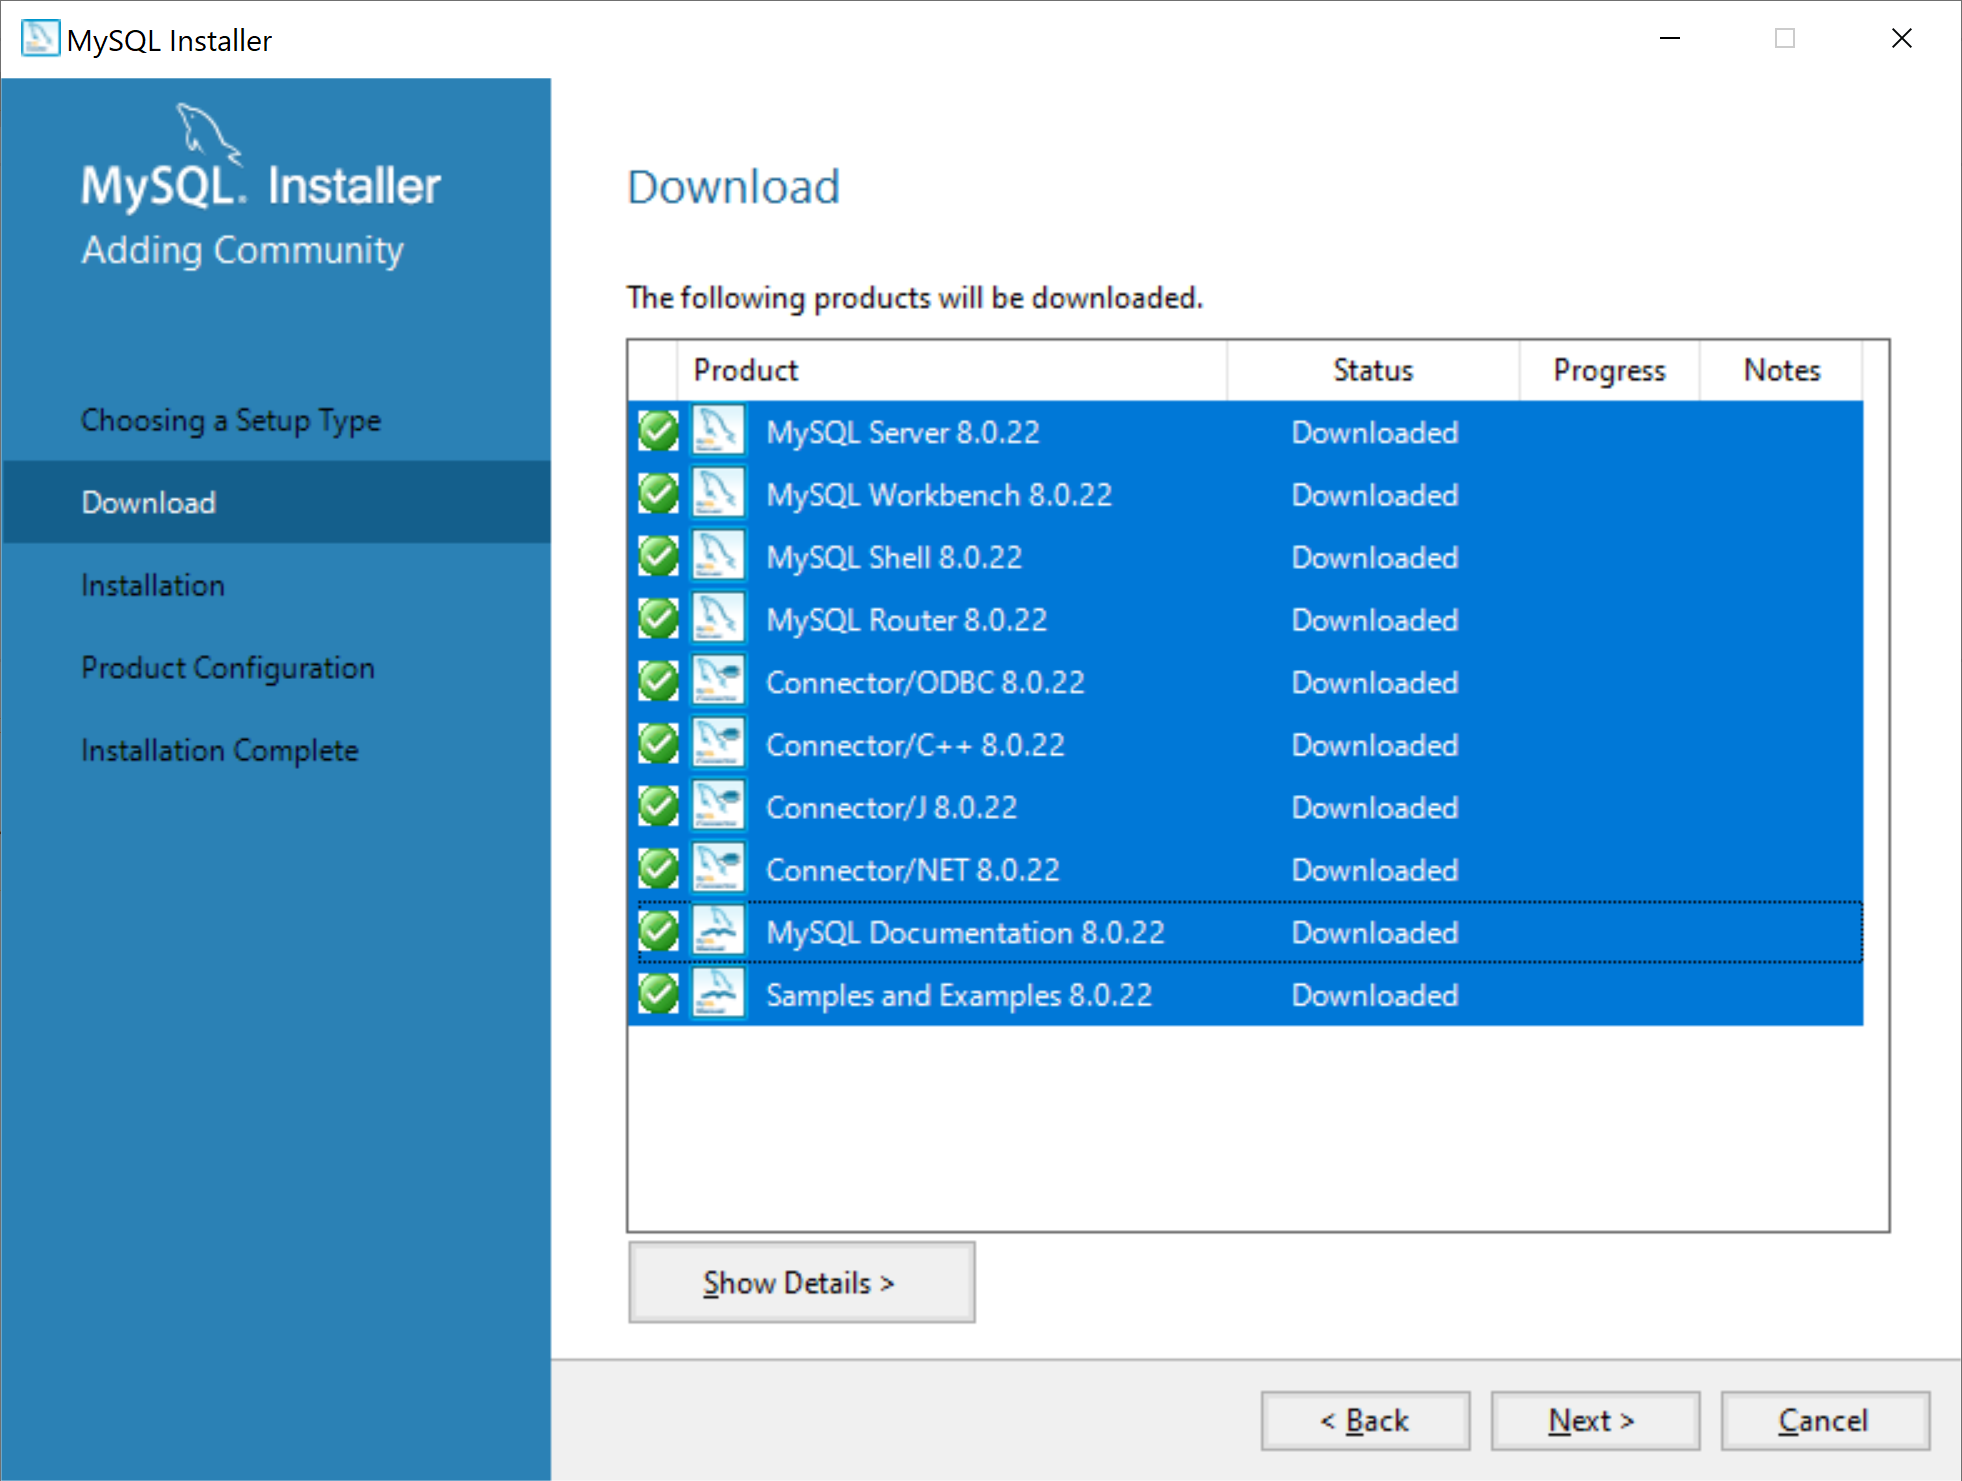 MySQL Installer
MySQL. Installer
Adding Community
Choosing a Setup Type
Download
Installation
Product Configuration
Installation Complete
Download
The following products will be downloaded.
Product Status Progress Notes
MySQL Server 8.0.22 Downloaded
MySQL Workbench 8.0.22 Downloaded
MySQL Shell 8.0.22 Downloaded
MySQL Router 8.0.22 Downloaded
Connector/ODBC 8.0.22 Downloaded
Connector/C++ 8.0.22 Downloaded
Connector/J 8.0.22 Downloaded
Connector/NET 8.0.22 Downloaded
MySQL Documentation 8.0.22 Downloaded
Samples and Examples 8.0.22 Downloaded
Show Details >
< Back Next > Cancel